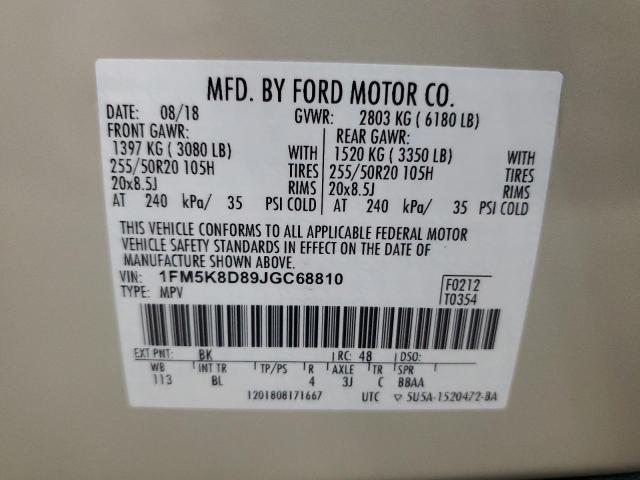 MFD. BY FORD MOTOR CO.
DATE: 08/18 GVWR: 2803 KG ( 6180 LB)
FRONT GAWR: REAR GAWR:
1397 KG ( 3080 LB) WITH 1520 KG ( 3350 LB) WITH
255/50R20 105H TIRES 255/50R20 105H TIRES
20x8.5J RIMS 20x8.5J RIMS
AT 240 kPa/ 35 PSI COLD AT 240 kPa/ 35 PSI COLD
THIS VEHICLE CONFORMS TO ALL APPLICABLE FEDERAL MOTOR
VEHICLE SAFETY STANDARDS IN EFFECT ON THE DATE OF
MANUFACTURE SHOWN ABOVE.
VIN: 1FM5K8D89JGC68810 F0212
TYPE: MPV T0354
EXT PNT: BK RC: 48 DSO:
WB INT TR TP/PS R AXLE TR SPR
113 BL 4 3J C BBAA
1201808171667 UTC ▽ 5U5A-1520472-BA